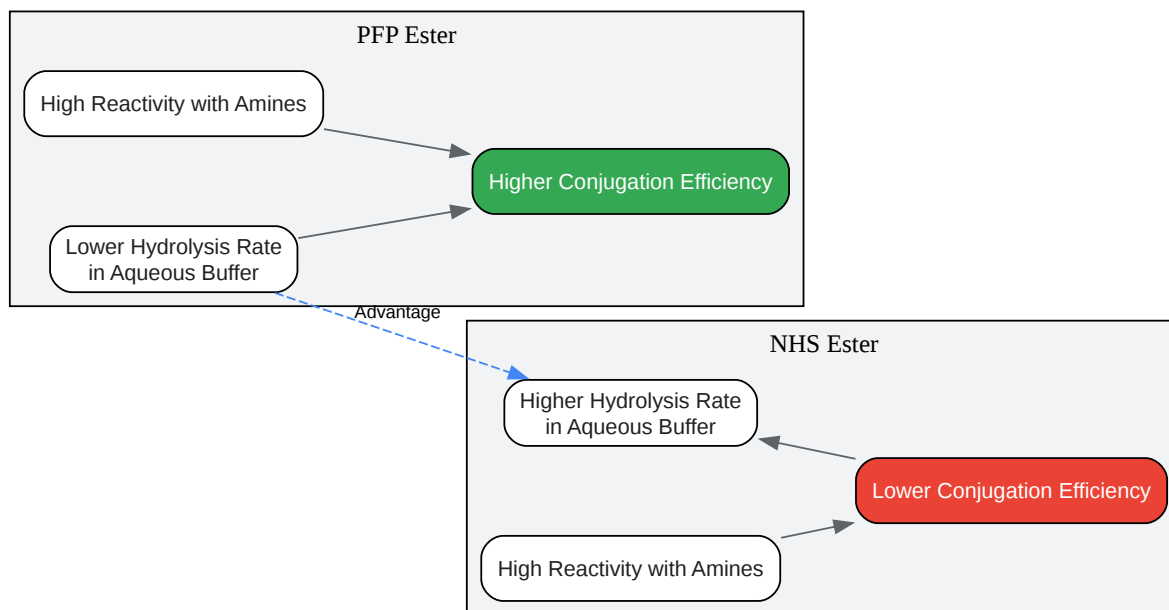 PFP Ester
High Reactivity with Amines
Higher Conjugation Efficiency
Lower Hydrolysis Rate
in Aqueous Buffer
Advantage
NHS Ester
Higher Hydrolysis Rate
in Aqueous Buffer
Lower Conjugation Efficiency
High Reactivity with Amines